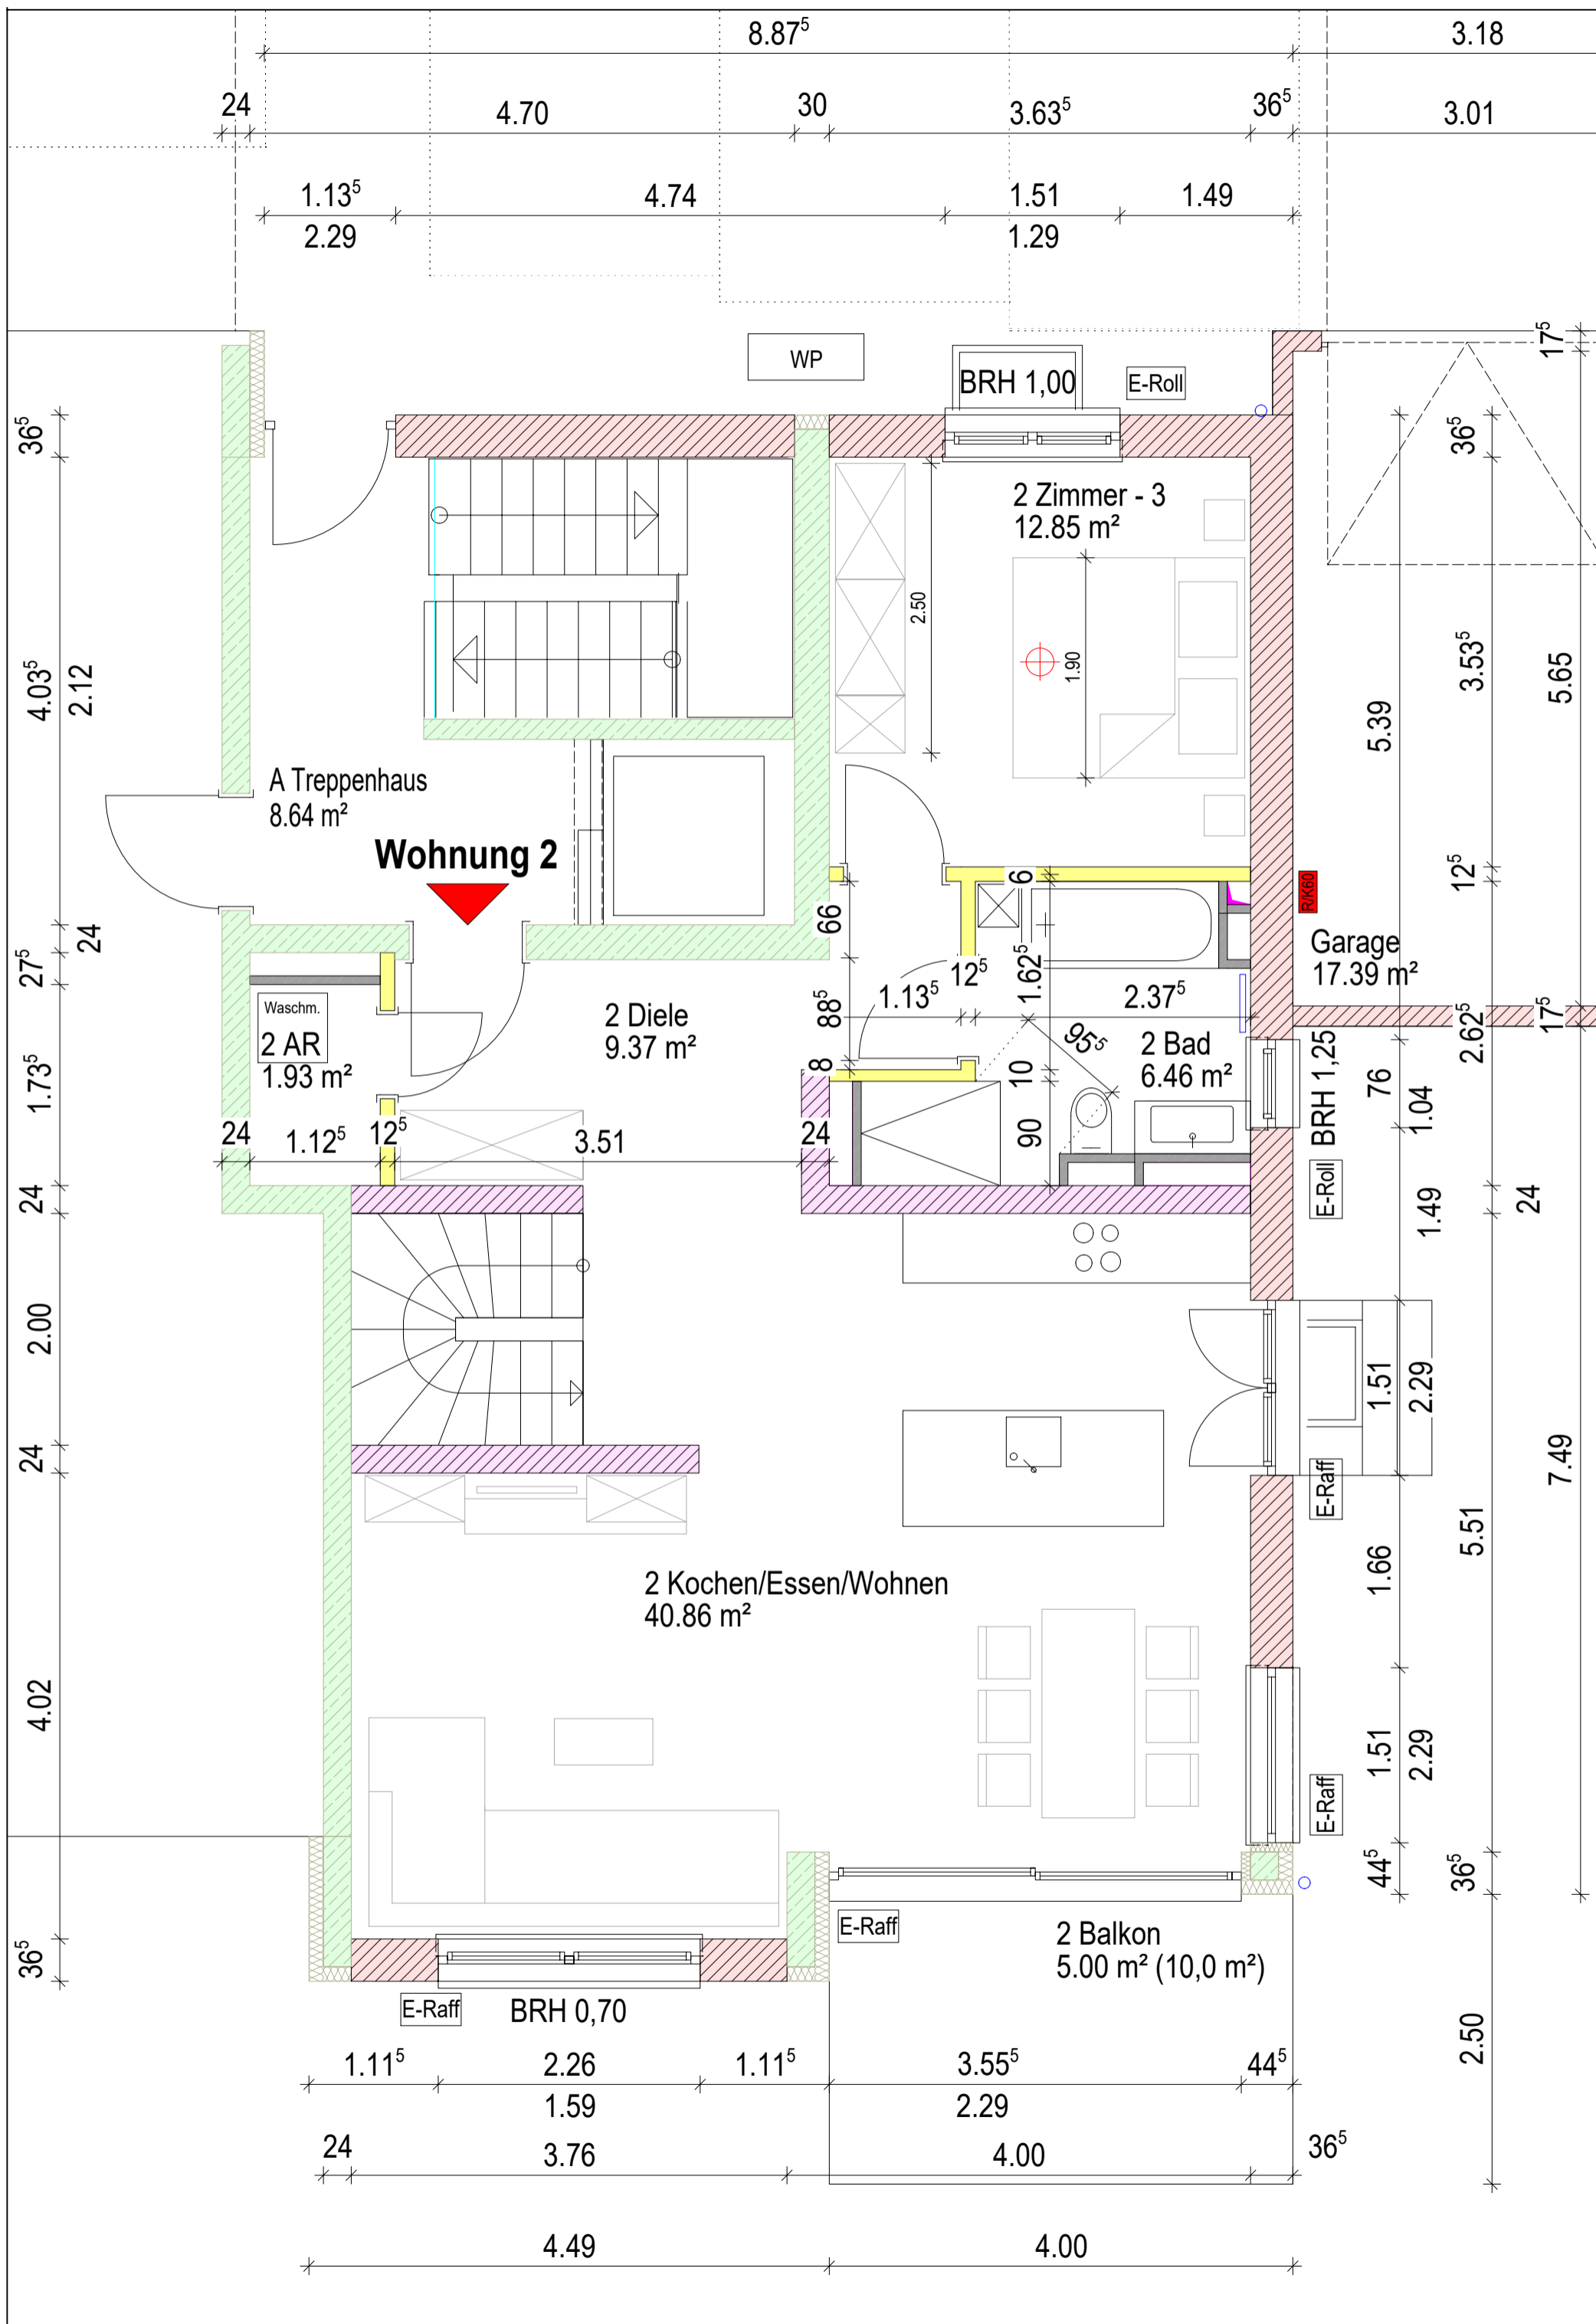 8.87⁵
3.18
24
4.70
30
3.63⁵
36⁵
3.01
1.13⁵
4.74
1.51
1.49
2.29
1.29
17⁵
WP
BRH 1,00
E-Roll
36⁵
36⁵
2 Zimmer - 3
12.85 m²
2.50
1.90
4.03⁵
2.12
5.39
3.53⁵
5.65
A Treppenhaus
8.64 m²
Wohnung 2
6
12⁵
R/K60
66
24
Garage
17.39 m²
27⁵
12⁵
1.62⁵
1.13⁵
2.37⁵
88⁵
Waschm.
2 AR
1.93 m²
2 Diele
9.37 m²
95⁵
2 Bad
6.46 m²
2.62⁵
17⁵
8
10
1.73⁵
BRH 1,25
76
1.04
90
24
1.12⁵
12⁵
3.51
24
24
E-Roll
1.49
24
2.00
1.51
2.29
24
E-Raff
7.49
5.51
1.66
2 Kochen/Essen/Wohnen
40.86 m²
4.02
1.51
2.29
E-Raff
44⁵
36⁵
E-Raff
2 Balkon
5.00 m² (10,0 m²)
36⁵
E-Raff
BRH 0,70
2.50
1.11⁵
2.26
1.11⁵
3.55⁵
44⁵
1.59
2.29
24
3.76
4.00
36⁵
4.49
4.00